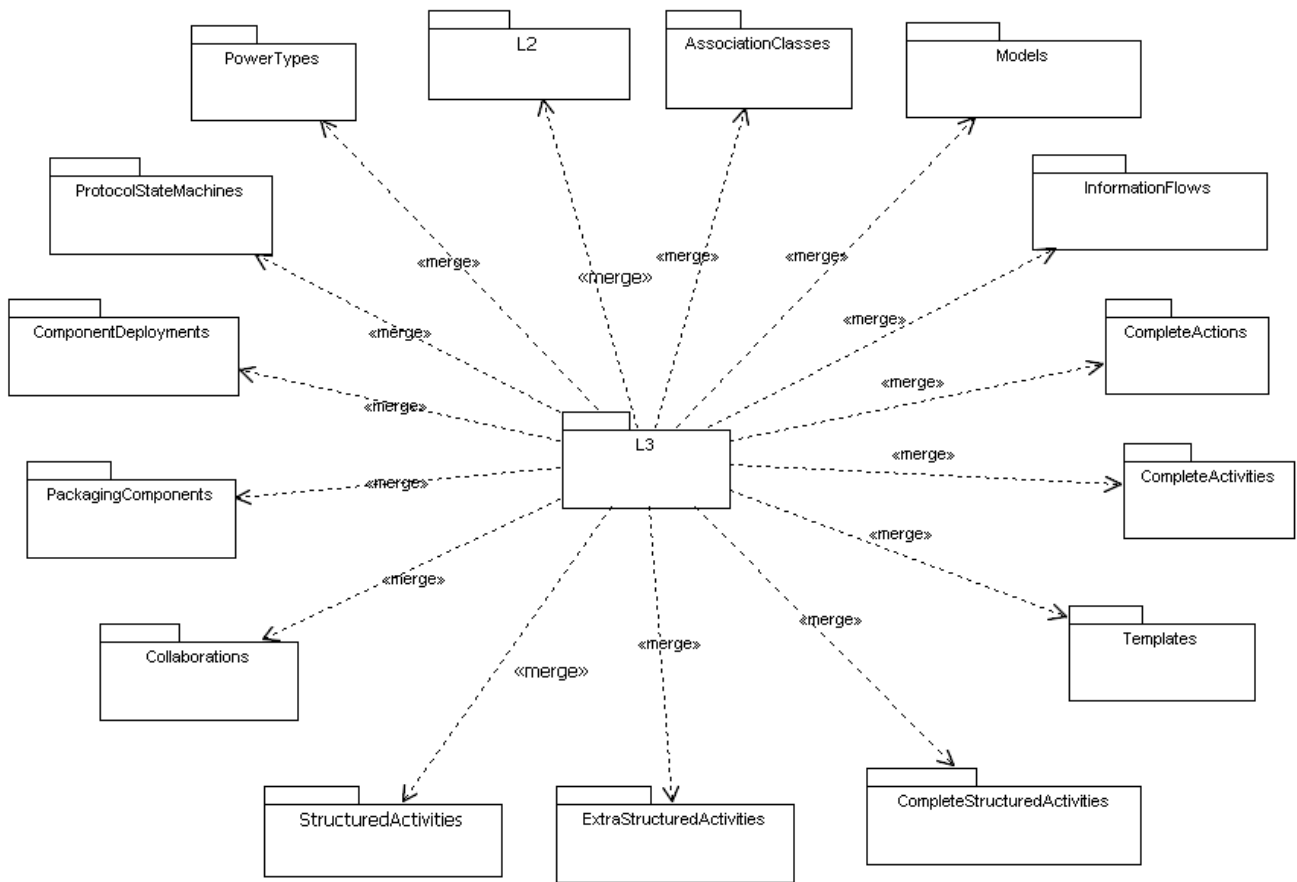 L2
AssociationClasses
Models
PowerTypes
ProtocolStateMachines
InformationFlows
«merge»
«merge»
«merge»
«merge»
ComponentDeployments
«merge»
«merge»
CompleteActions
«merge»
«merge»
L3
«merge»
CompleteActivities
PackagingComponents
«merge»
«merge»
«merge»
«merge»
«merge»
Templates
Collaborations
«merge»
CompleteStructuredActivities
StructuredActivities
ExtraStructuredActivities